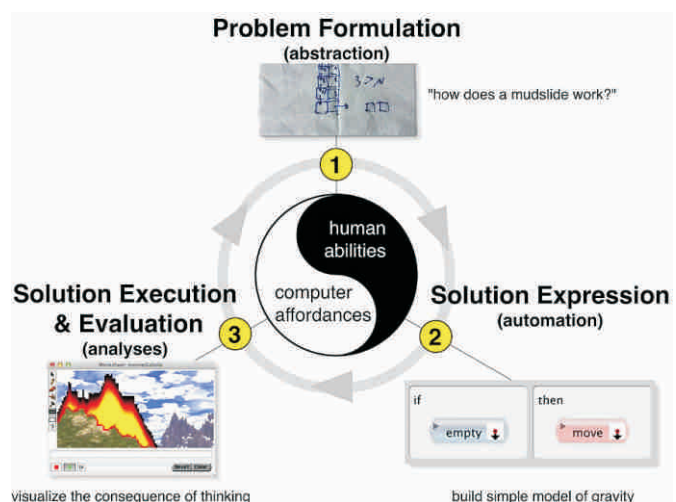 Problem Formulation
(abstraction)
3 > N
"how does a mudslide work?"
1
human
abilities
computer
affordances
Solution Expression
(automation)
2
if
empty
then
move
build simple model of gravity
Solution Execution
& Evaluation
(analyses)
3
visualize the consequence of thinking